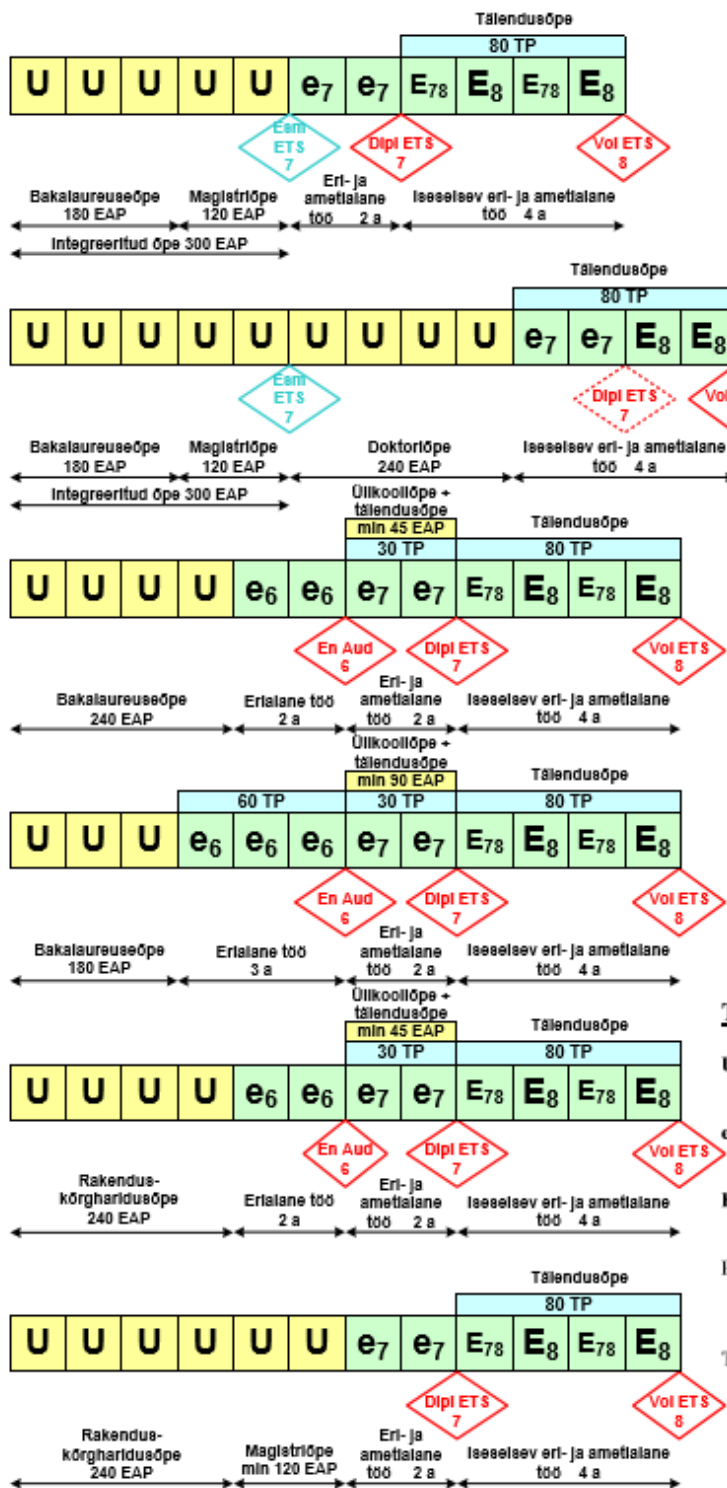 Täiendusõpe
80 TP
U U U U U e7 e7 E78 E8 E78 E8
Esm
ETS
7
Dipl ETS
7
Vol ETS
8
Bakalaureuseõpe
180 EAP
Magistriõpe
120 EAP
Eri- ja
ametialane
töö 2 a
Iseseisev eri- ja ametialane
töö 4 a
Integreeritud õpe 300 EAP
Täiendusõpe
80 TP
U U U U U U U U U e7 e7 E8 E8
Esm
ETS
7
Dipl ETS
7
Vol
Bakalaureuseõpe
180 EAP
Magistriõpe
120 EAP
Doktoriõpe
240 EAP
Iseseisev eri- ja ametialane
töö 4 a
Integreeritud õpe 300 EAP
Ülikooliõpe +
täiendusõpe
min 45 EAP
30 TP
Täiendusõpe
80 TP
U U U U e6 e6 e7 e7 E78 E8 E78 E8
En Aud
6
Dipl ETS
7
Vol ETS
8
Bakalaureuseõpe
240 EAP
Erialane töö
2 a
Eri- ja
ametialane
töö 2 a
Iseseisev eri- ja ametialane
töö 4 a
Ülikooliõpe +
täiendusõpe
min 90 EAP
60 TP
30 TP
Täiendusõpe
80 TP
U U U e6 e6 e6 e7 e7 E78 E8 E78 E8
En Aud
6
Dipl ETS
7
Vol ETS
8
Bakalaureuseõpe
180 EAP
Erialane töö
3 a
Eri- ja
ametialane
töö 2 a
Iseseisev eri- ja ametialane
töö 4 a
Ülikooliõpe +
täiendusõpe
min 45 EAP
30 TP
Täiendusõpe
80 TP
U U U U e6 e6 e7 e7 E78 E8 E78 E8
En Aud
6
Dipl ETS
7
Vol ETS
8
Rakendus-
kõrgharidusõpe
240 EAP
Erialane töö
2 a
Eri- ja
ametialane
töö 2 a
Iseseisev eri- ja ametialane
töö 4 a
Täiendusõpe
80 TP
U U U U U U e7 e7 E78 E8 E78 E8
Dipl ETS
7
Vol ETS
8
Rakendus-
kõrgharidusõpe
240 EAP
Magistriõpe
min 120 EAP
Eri- ja
ametialane
töö 2 a
Iseseisev eri- ja ametialane
töö 4 a